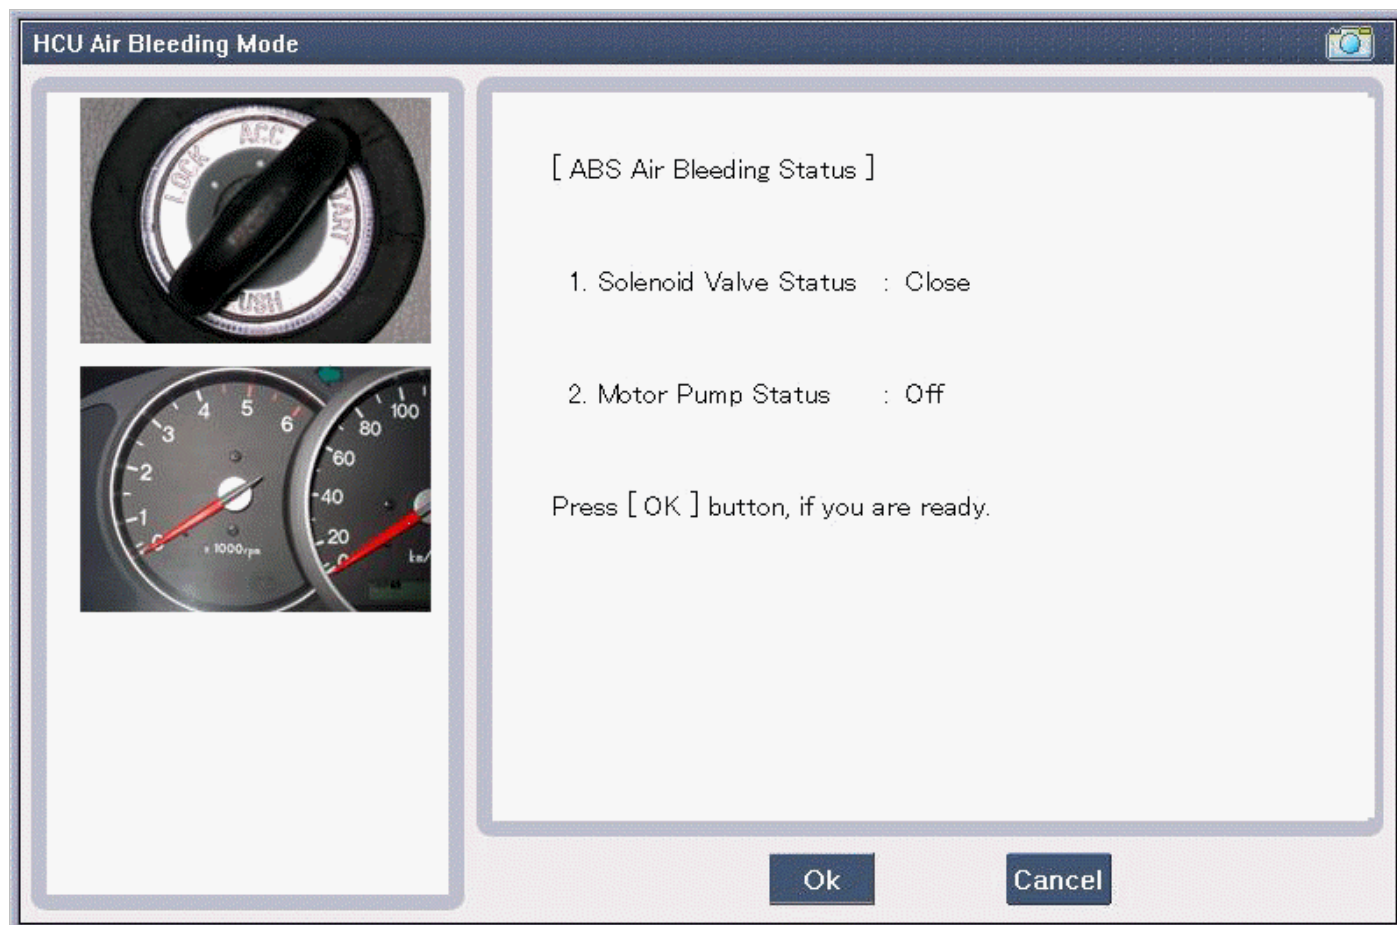 HCU Air Bleeding Mode
LOCK
ACC
START
PUSH
0
1
2
3
4
5
6
x 1000rpm
0
20
40
60
80
100
km/
[ ABS Air Bleeding Status ]
1. Solenoid Valve Status : Close
2. Motor Pump Status : Off
Press [ OK ] button, if you are ready.
Ok
Cancel